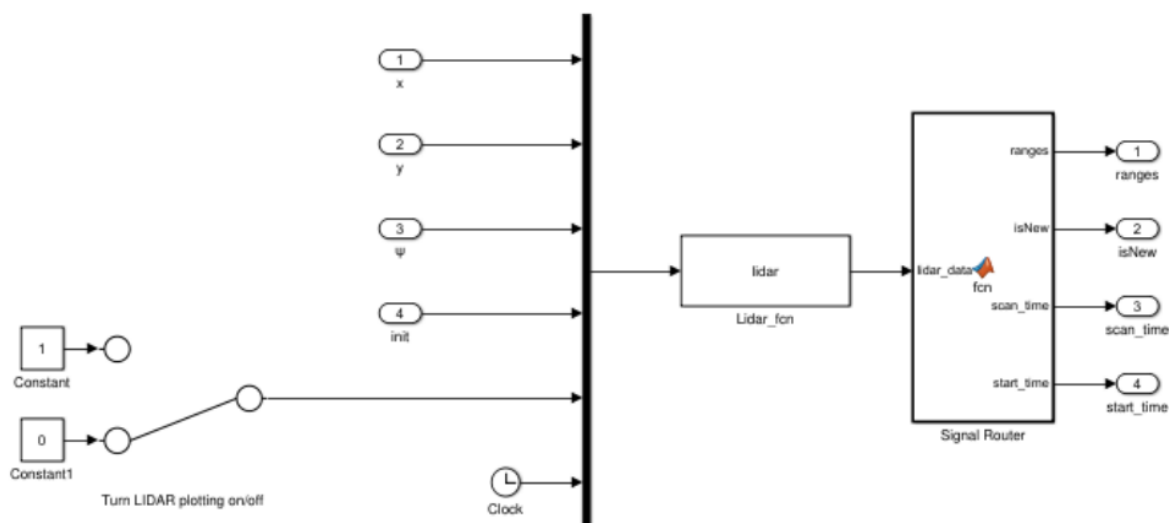 1
x
2
y
3
ψ
4
init
1
Constant
0
Constant1
Turn LIDAR plotting on/off
Clock
lidar
Lidar_fcn
lidar_data
fcn
ranges
isNew
scan_time
start_time
Signal Router
1
ranges
2
isNew
3
scan_time
4
start_time